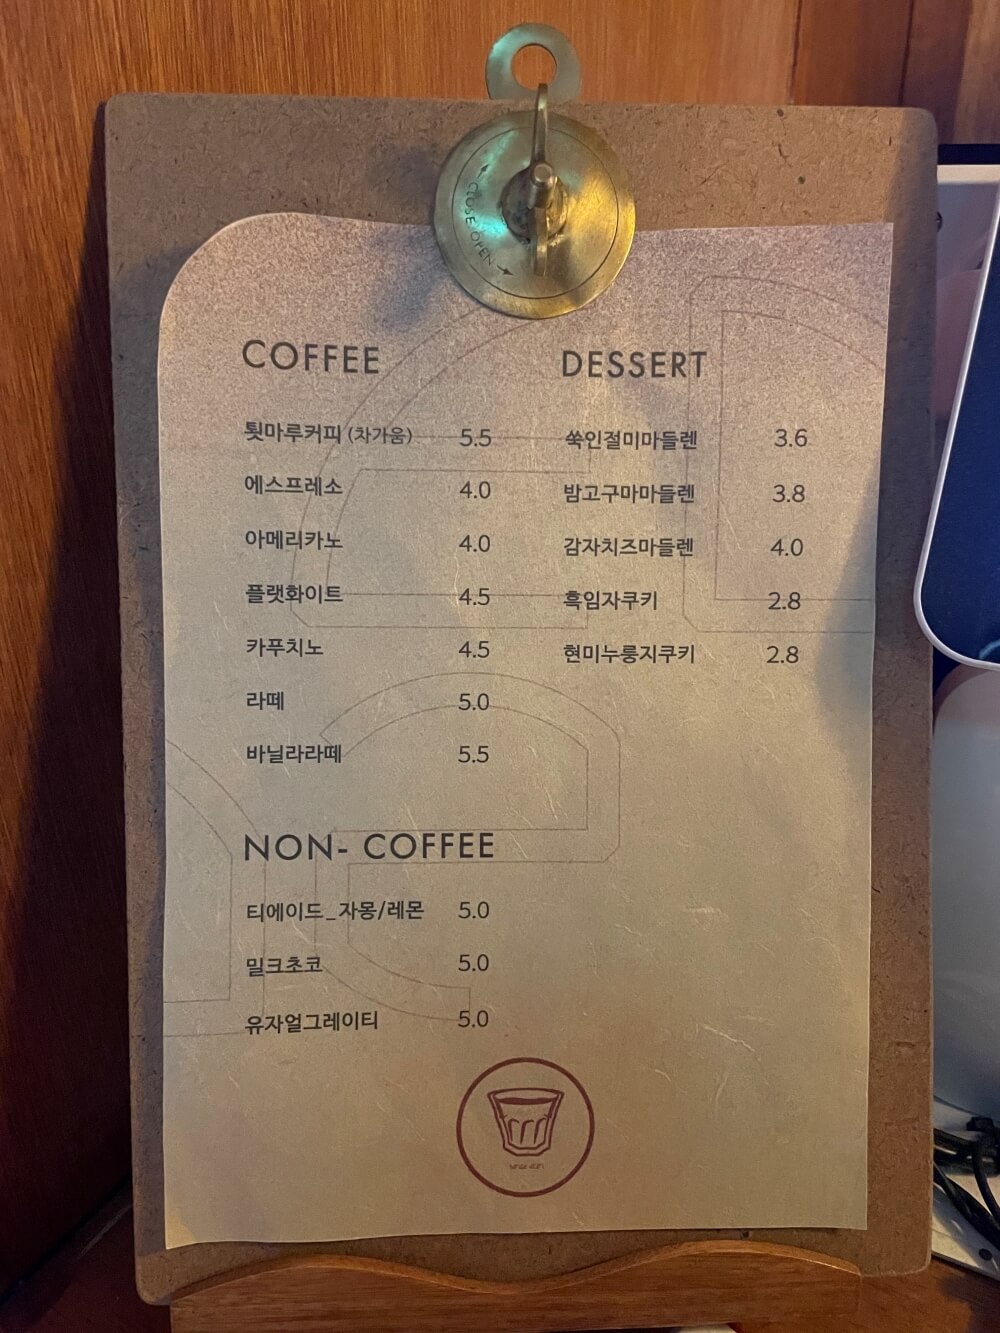 CLOSE OPEN
COFFEE
툇마루커피 (차가움) 5.5
에스프레소 4.0
아메리카노 4.0
플랫화이트 4.5
카푸치노 4.5
라떼 5.0
바닐라라떼 5.5
NON- COFFEE
티에이드_자몽/레몬 5.0
밀크초코 5.0
유자얼그레이티 5.0
DESSERT
쑥인절미마들렌 3.6
밤고구마마들렌 3.8
감자치즈마들렌 4.0
흑임자쿠키 2.8
현미누룽지쿠키 2.8